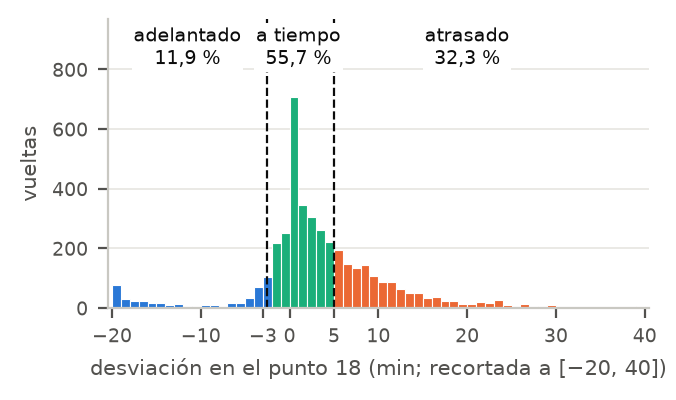 adelantado a tiempo atrasado
11,9 % 55,7 % 32,3 %
800
600
400
200
0
vueltas
−20 −10 −3 0 5 10 20 30 40
desviación en el punto 18 (min; recortada a [−20, 40])